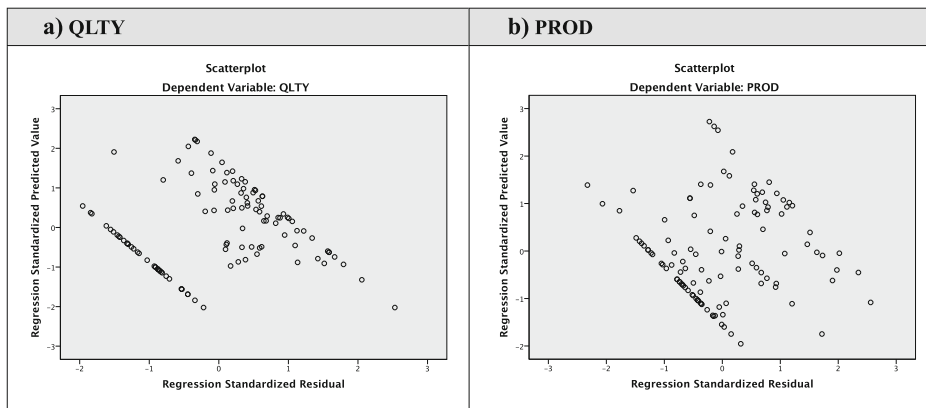 a) QLTY
b) PROD
Scatterplot
Dependent Variable: QLTY
Regression Standardized Predicted Value
3
2
1
0
-1
-2
-3
-2
-1
0
1
2
3
Regression Standardized Residual
Scatterplot
Dependent Variable: PROD
Regression Standardized Predicted Value
3
2
1
0
-1
-2
-3
-2
-1
0
1
2
3
Regression Standardized Residual